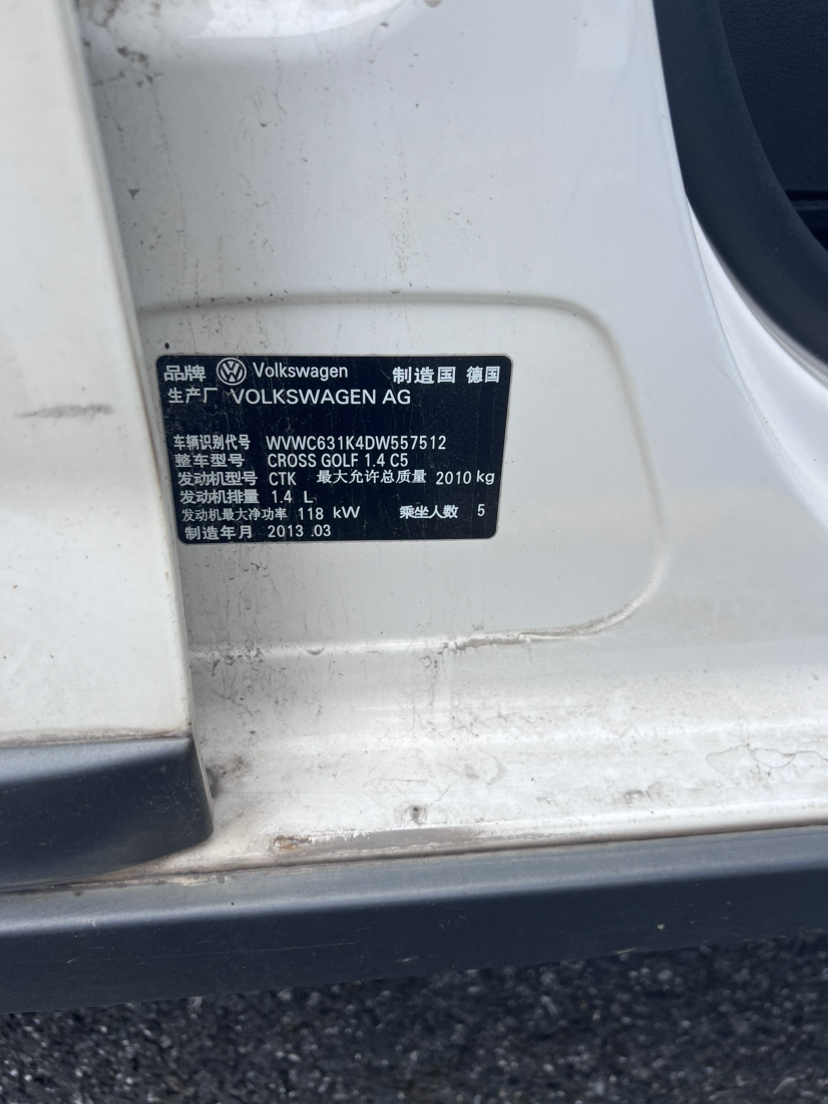 品牌 Volkswagen 制造国 德国
生产厂 VOLKSWAGEN AG
车辆识别代号 WVWC631K4DW557512
整车型号 CROSS GOLF 1.4 C5
发动机型号 CTK 最大允许总质量 2010 kg
发动机排量 1.4 L
发动机最大净功率 118 kW 乘坐人数 5
制造年月 2013 .03